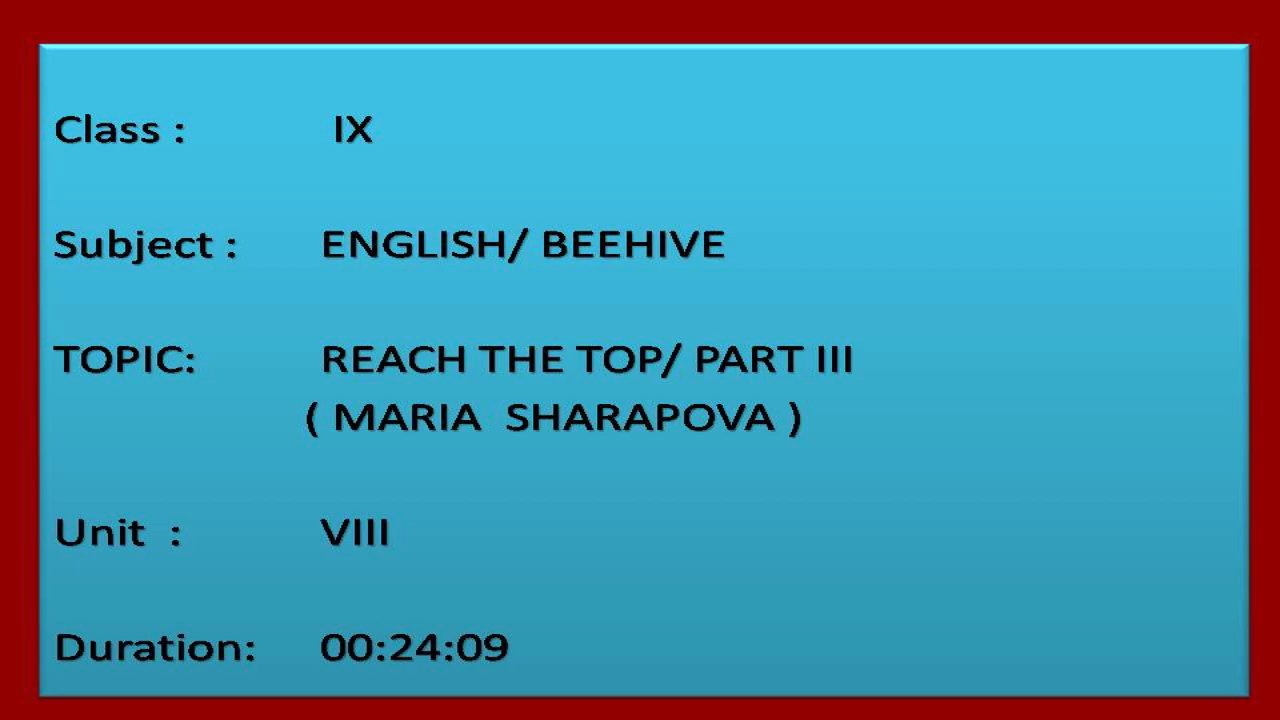 Class : IX
Subject : ENGLISH/ BEEHIVE
TOPIC: REACH THE TOP/ PART III
( MARIA SHARAPOVA )
Unit : VIII
Duration: 00:24:09